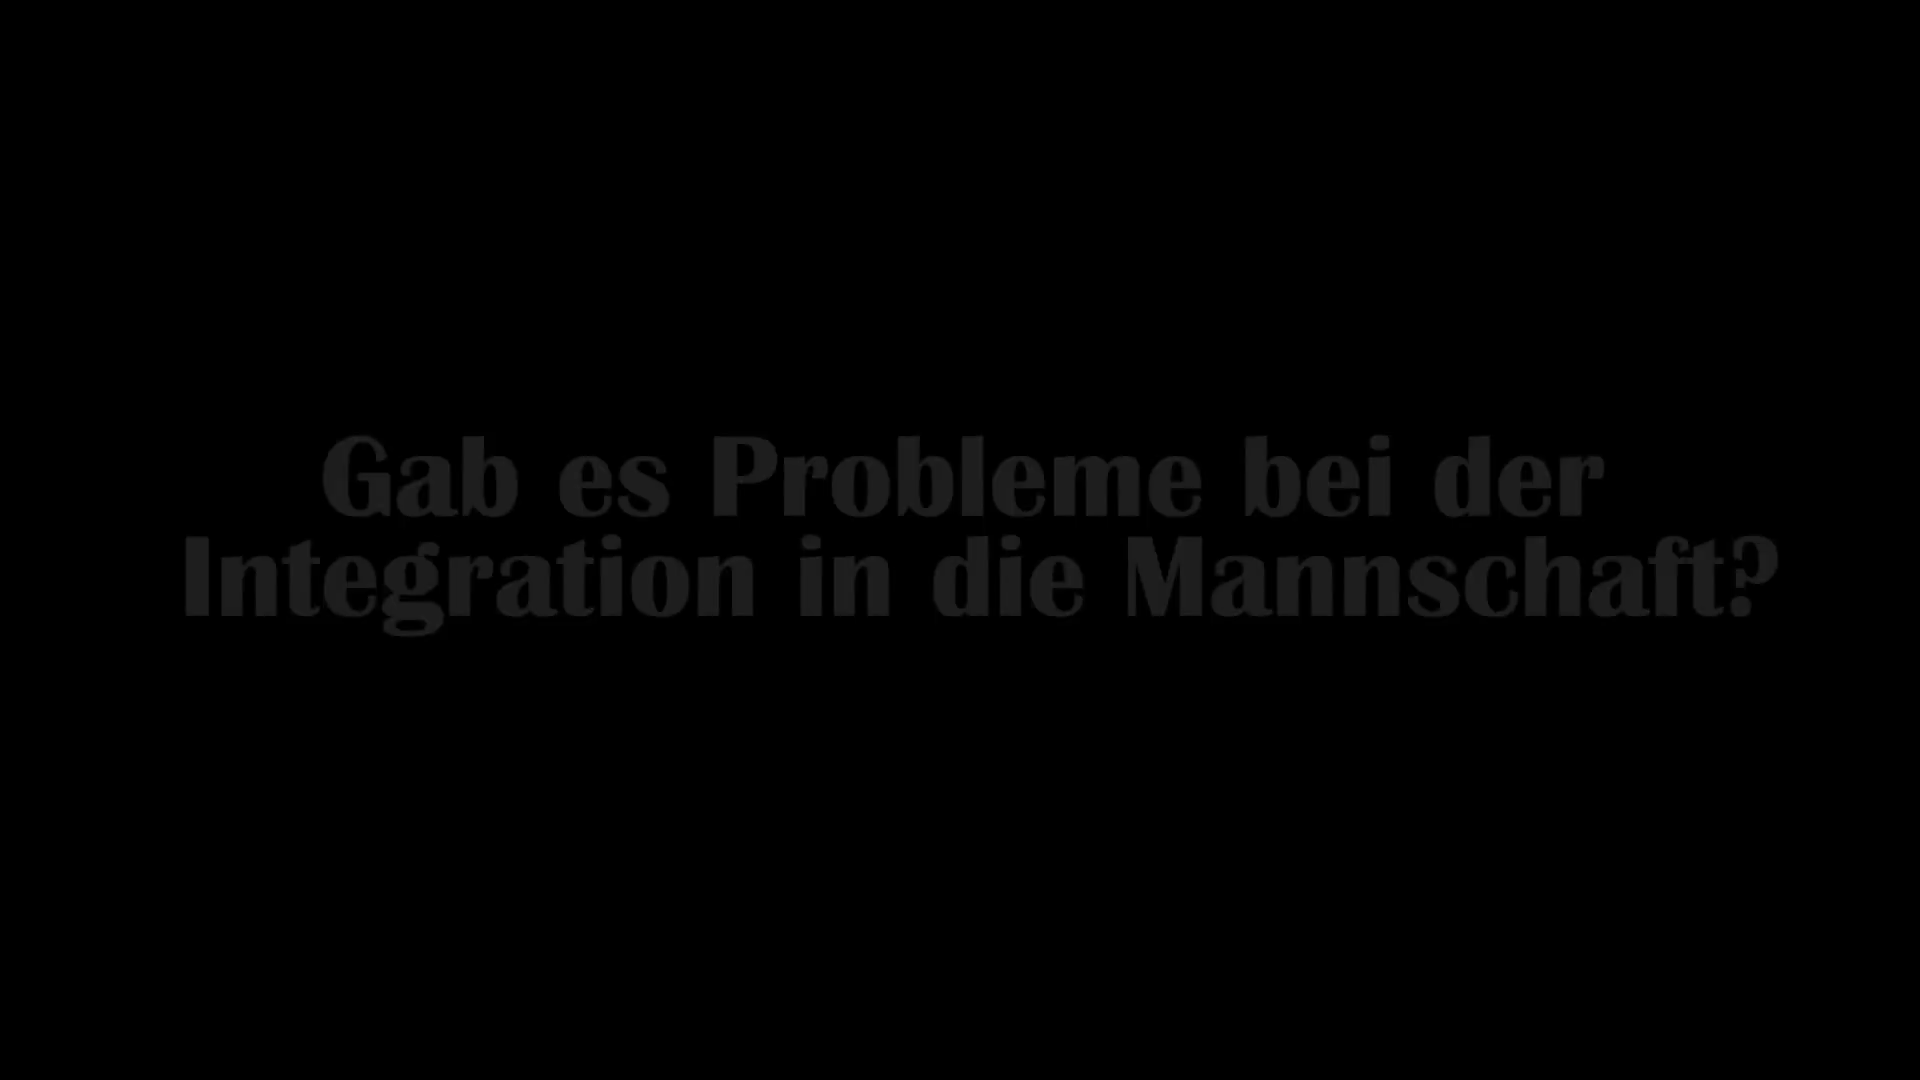 Gab es Probleme bei der
Integration in die Mannschaft?